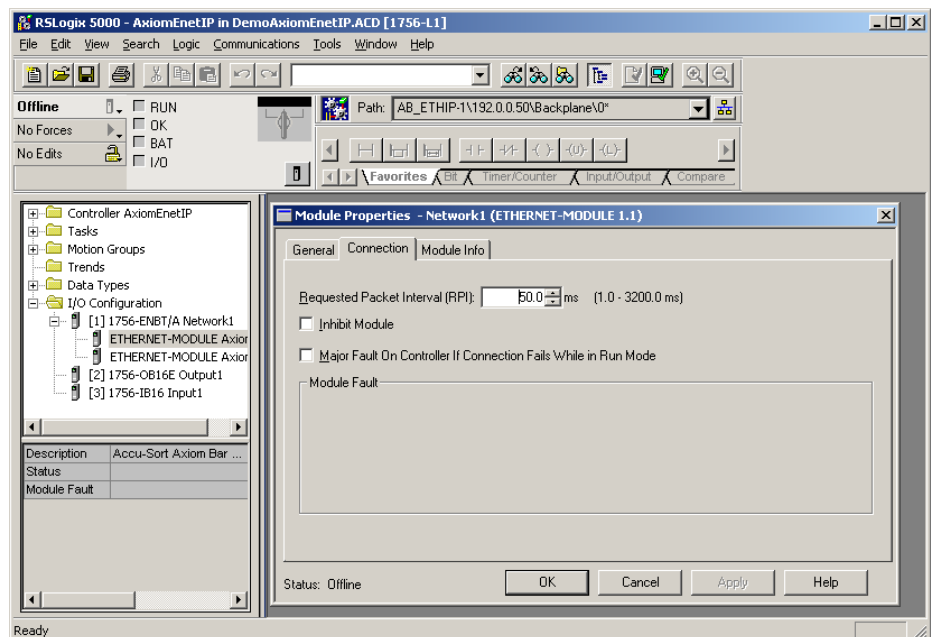 RSLogix 5000 - AxiomEnetIP in DemoAxiomEnetIP.ACD [1756-L1]
File Edit View Search Logic Communications Tools Window Help
Offline
RUN
No Forces
OK
BAT
No Edits
I/O
Path: AB_ETHIP-1\192.0.0.50\Backplane\0*
Favorites Bit Timer/Counter Input/Output Compare
Controller AxiomEnetIP
Tasks
Motion Groups
Trends
Data Types
I/O Configuration
[1] 1756-ENBT/A Network1
ETHERNET-MODULE Axior
ETHERNET-MODULE Axior
[2] 1756-OB16E Output1
[3] 1756-IB16 Input1
Description Accu-Sort Axiom Bar ...
Status
Module Fault
Module Properties - Network1 (ETHERNET-MODULE 1.1)
General Connection Module Info
Requested Packet Interval (RPI): 50.0 ms (1.0 - 3200.0 ms)
Inhibit Module
Major Fault On Controller If Connection Fails While in Run Mode
Module Fault
Status: Offline
OK Cancel Apply Help
Ready